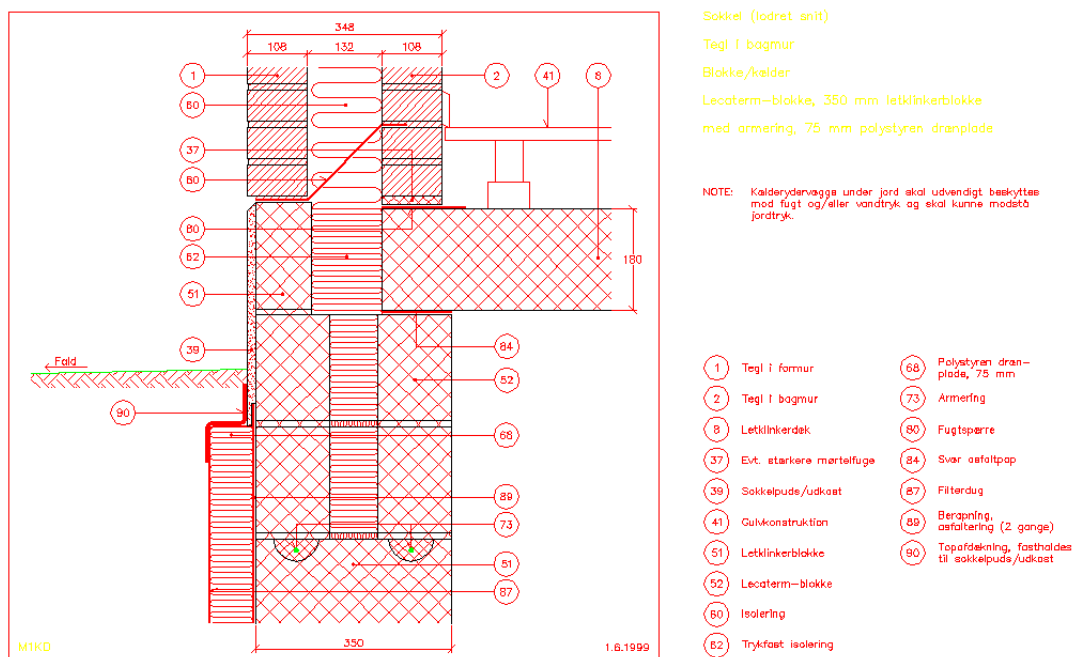 348
108 132 108
1
2
41
8
60
37
60
80
62
180
51
39
84
Fald
52
90
68
89
73
51
87
350
M1KD
1.6.1999
Sokkel (lodret snit)
Tegl i bagmur
Blokke/kelder
Lecaterm-blokke, 350 mm letklinkerblokke
med armering, 75 mm polystyren drænplade
NOTE: Kælderydervægge under jord skal udvendigt beskyttes
mod fugt og/eller vandtryk og skal kunne modstå
jordtryk.
1 Tegl i formur
2 Tegl i bagmur
8 Letklinkerdæk
37 Evt. stærkere mørtelfuge
39 Sokkelpuds/udkast
41 Gulvkonstruktion
51 Letklinkerblokke
52 Lecaterm-blokke
60 Isolering
62 Trykfast isolering
68 Polystyren dræn-
plade, 75 mm
73 Armering
80 Fugtspærre
84 Svær asfaltpap
87 Filterdug
89 Berapning,
asfaltering (2 gange)
90 Topafdækning, fastholdes
til sokkelpuds/udkast